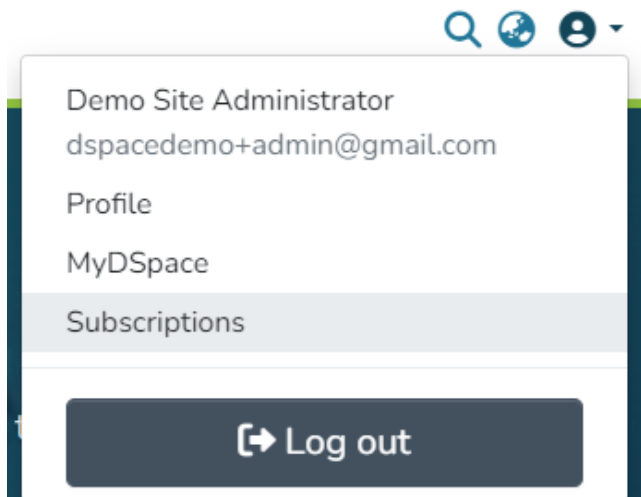 Demo Site Administrator
dspacedemo+admin@gmail.com
Profile
MyDSpace
Subscriptions
Log out